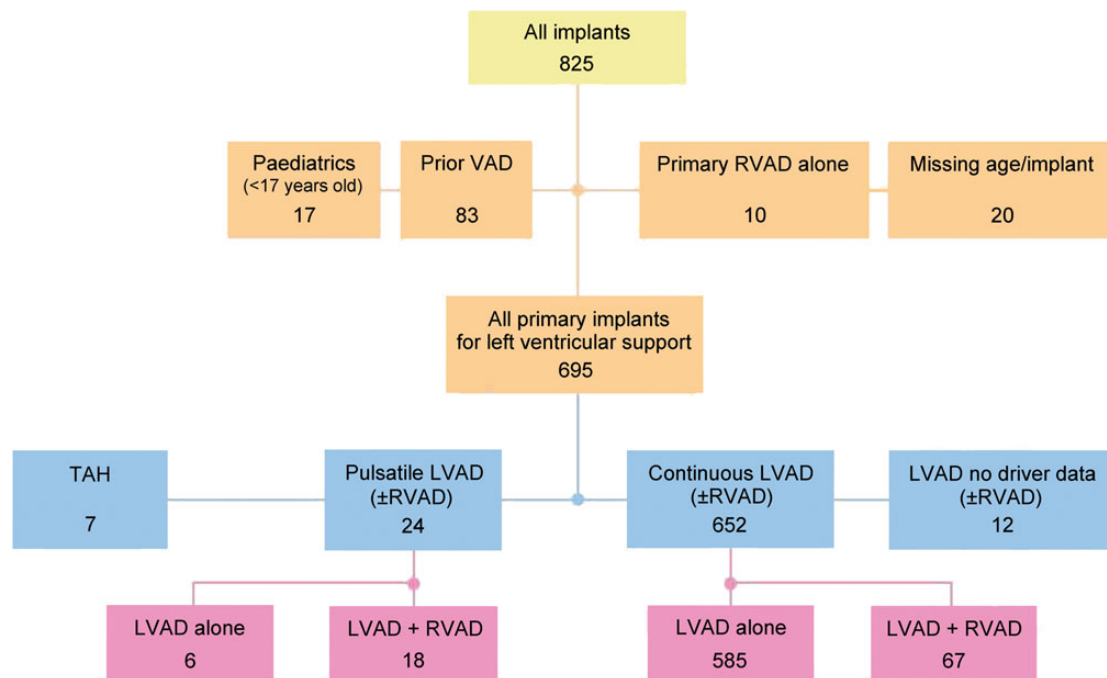 All implants
825
Paediatrics
(<17 years old)
17
Prior VAD
83
Primary RVAD alone
10
Missing age/implant
20
All primary implants
for left ventricular support
695
TAH
7
Pulsatile LVAD
(±RVAD)
24
Continuous LVAD
(±RVAD)
652
LVAD no driver data
(±RVAD)
12
LVAD alone
6
LVAD + RVAD
18
LVAD alone
585
LVAD + RVAD
67